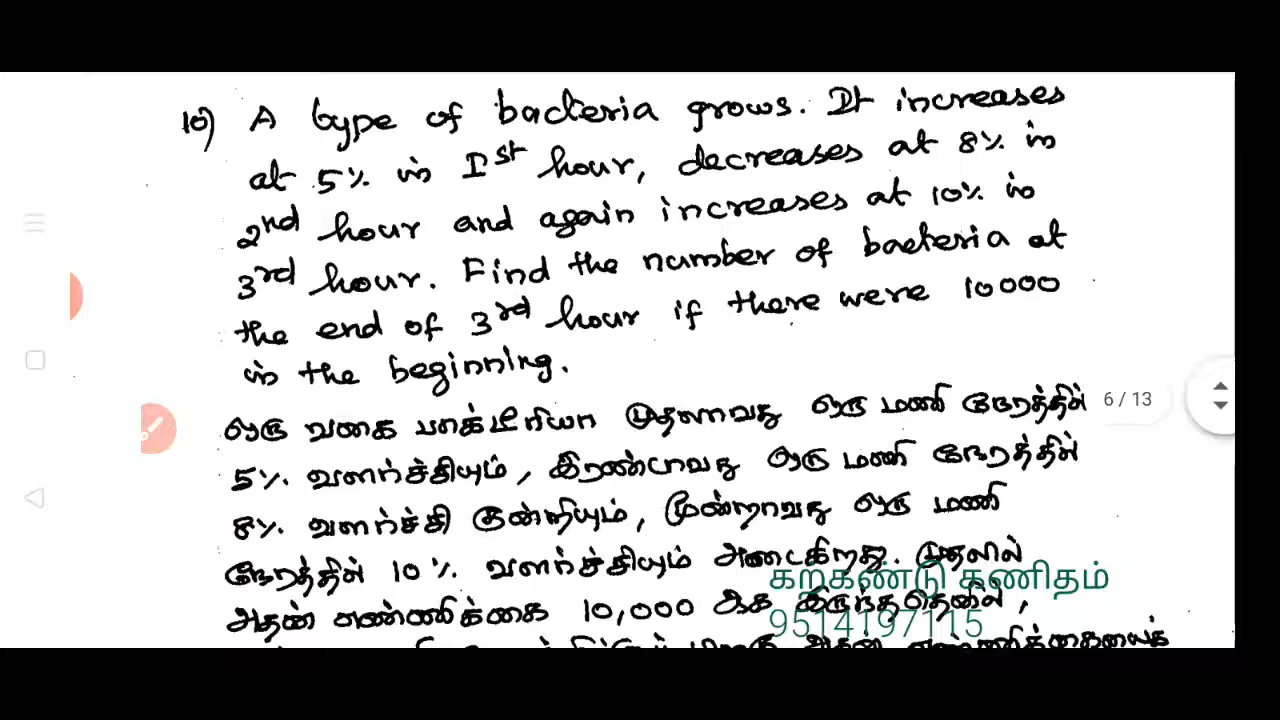 10) A type of bacteria grows. It increases
at 5% in Ist hour, decreases at 8% in
2nd hour and again increases at 10% in
3rd hour. Find the number of bacteria at
the end of 3rd hour if there were 10000
in the beginning.
ஒரு வகை பாக்டீரியா முதலாவது ஒரு மணி நேரத்தில்
5% வளர்ச்சியும், இரண்டாவது ஒரு மணி நேரத்தில்
8% வளர்ச்சி குன்றியும், மூன்றாவது ஒரு மணி
நேரத்தில் 10% வளர்ச்சியும் அடைகிறது. முதலில்
அதன் எண்ணிக்கை 10,000 ஆக இருந்ததெனில்,
6 / 13
கற்கண்டு கணிதம்
9514197115